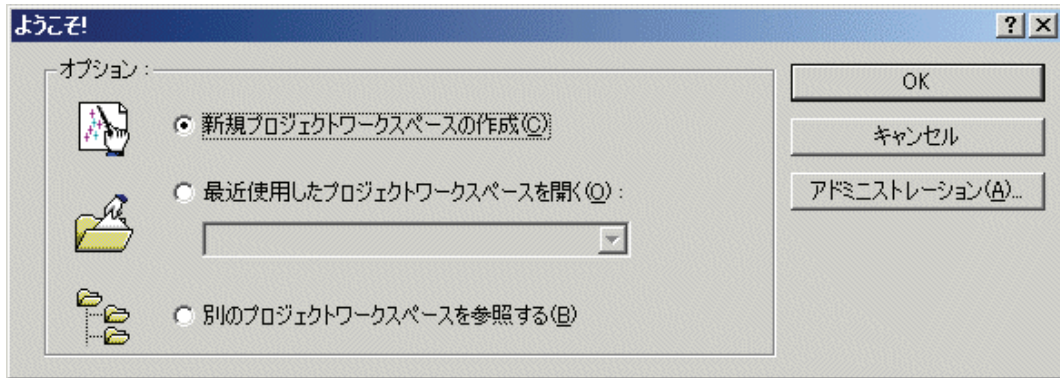 ようこそ!
オプション :
新規プロジェクトワークスペースの作成(C)
最近使用したプロジェクトワークスペースを開く(O) :
別のプロジェクトワークスペースを参照する(B)
OK
キャンセル
アドミニストレーション(A)...